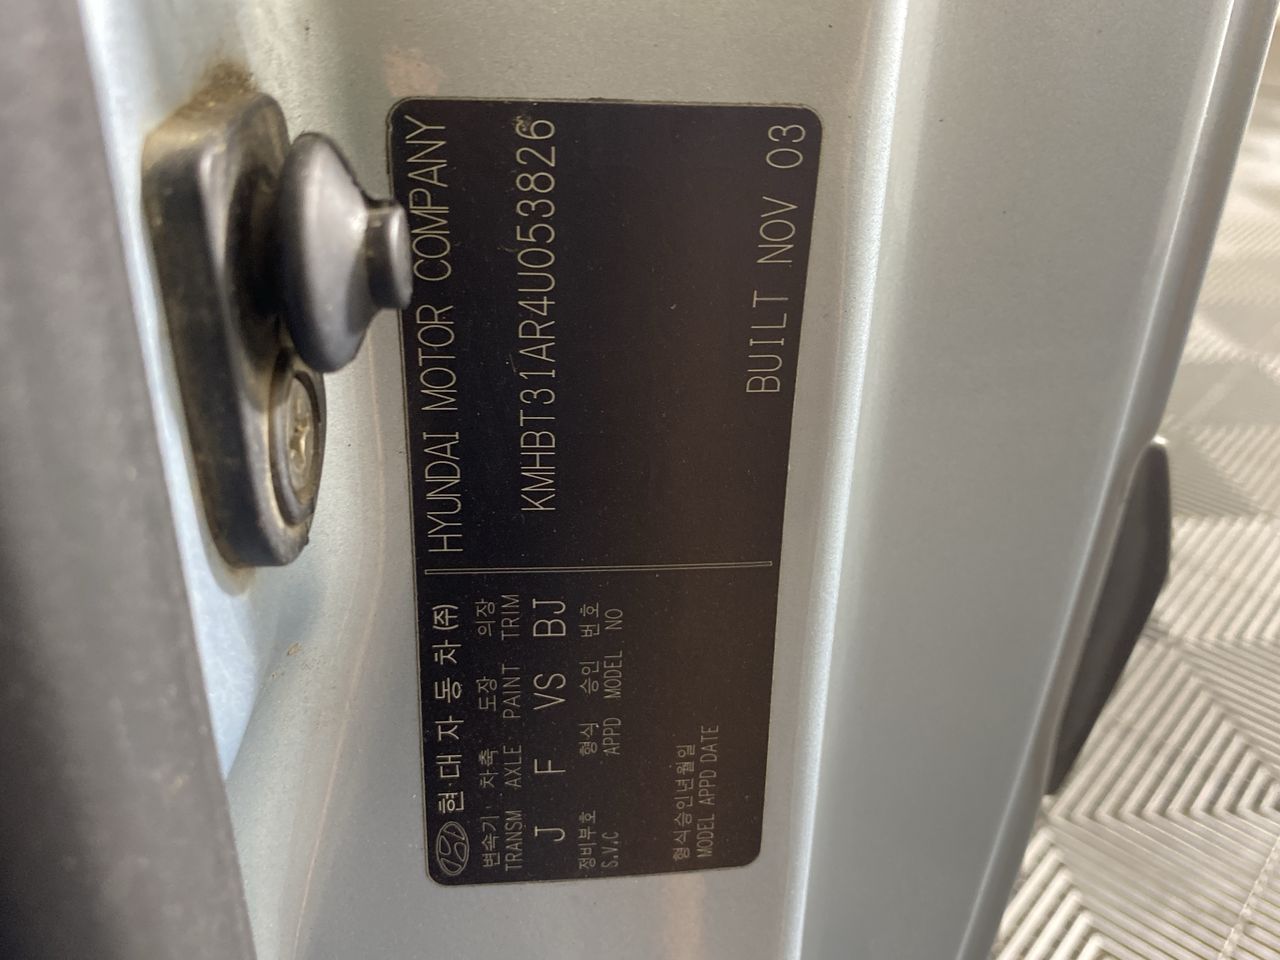 현·대 자 동 차 (주) HYUNDAI MOTOR COMPANY
변속기 차축 도장 의장
TRANSM AXLE PAINT TRIM
J F VS BJ KMHBT31AR4U053826
정비부호 형식 승인 번호
S.V.C APPD MODEL NO
형식승인년월일
MODEL APPD DATE
BUILT NOV 03